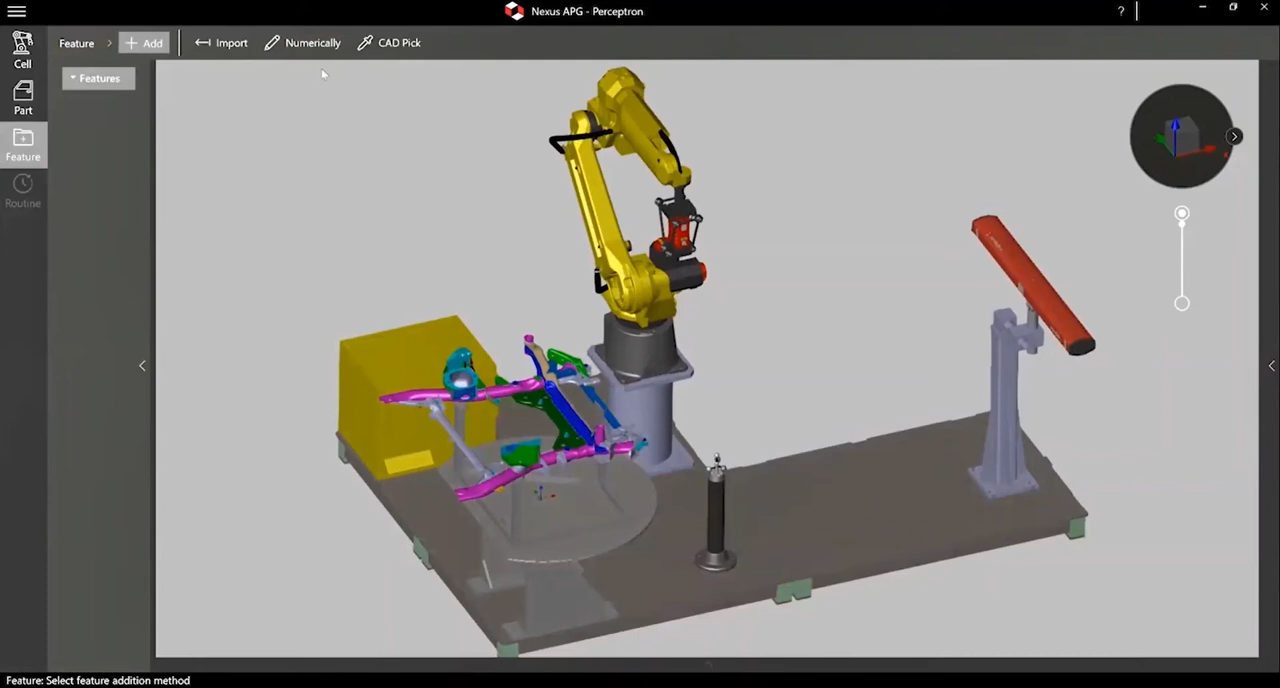 Nexus APG - Perceptron
?
Cell
Part
Feature
Routine
Feature > + Add Import Numerically CAD Pick
Features
Feature: Select feature addition method